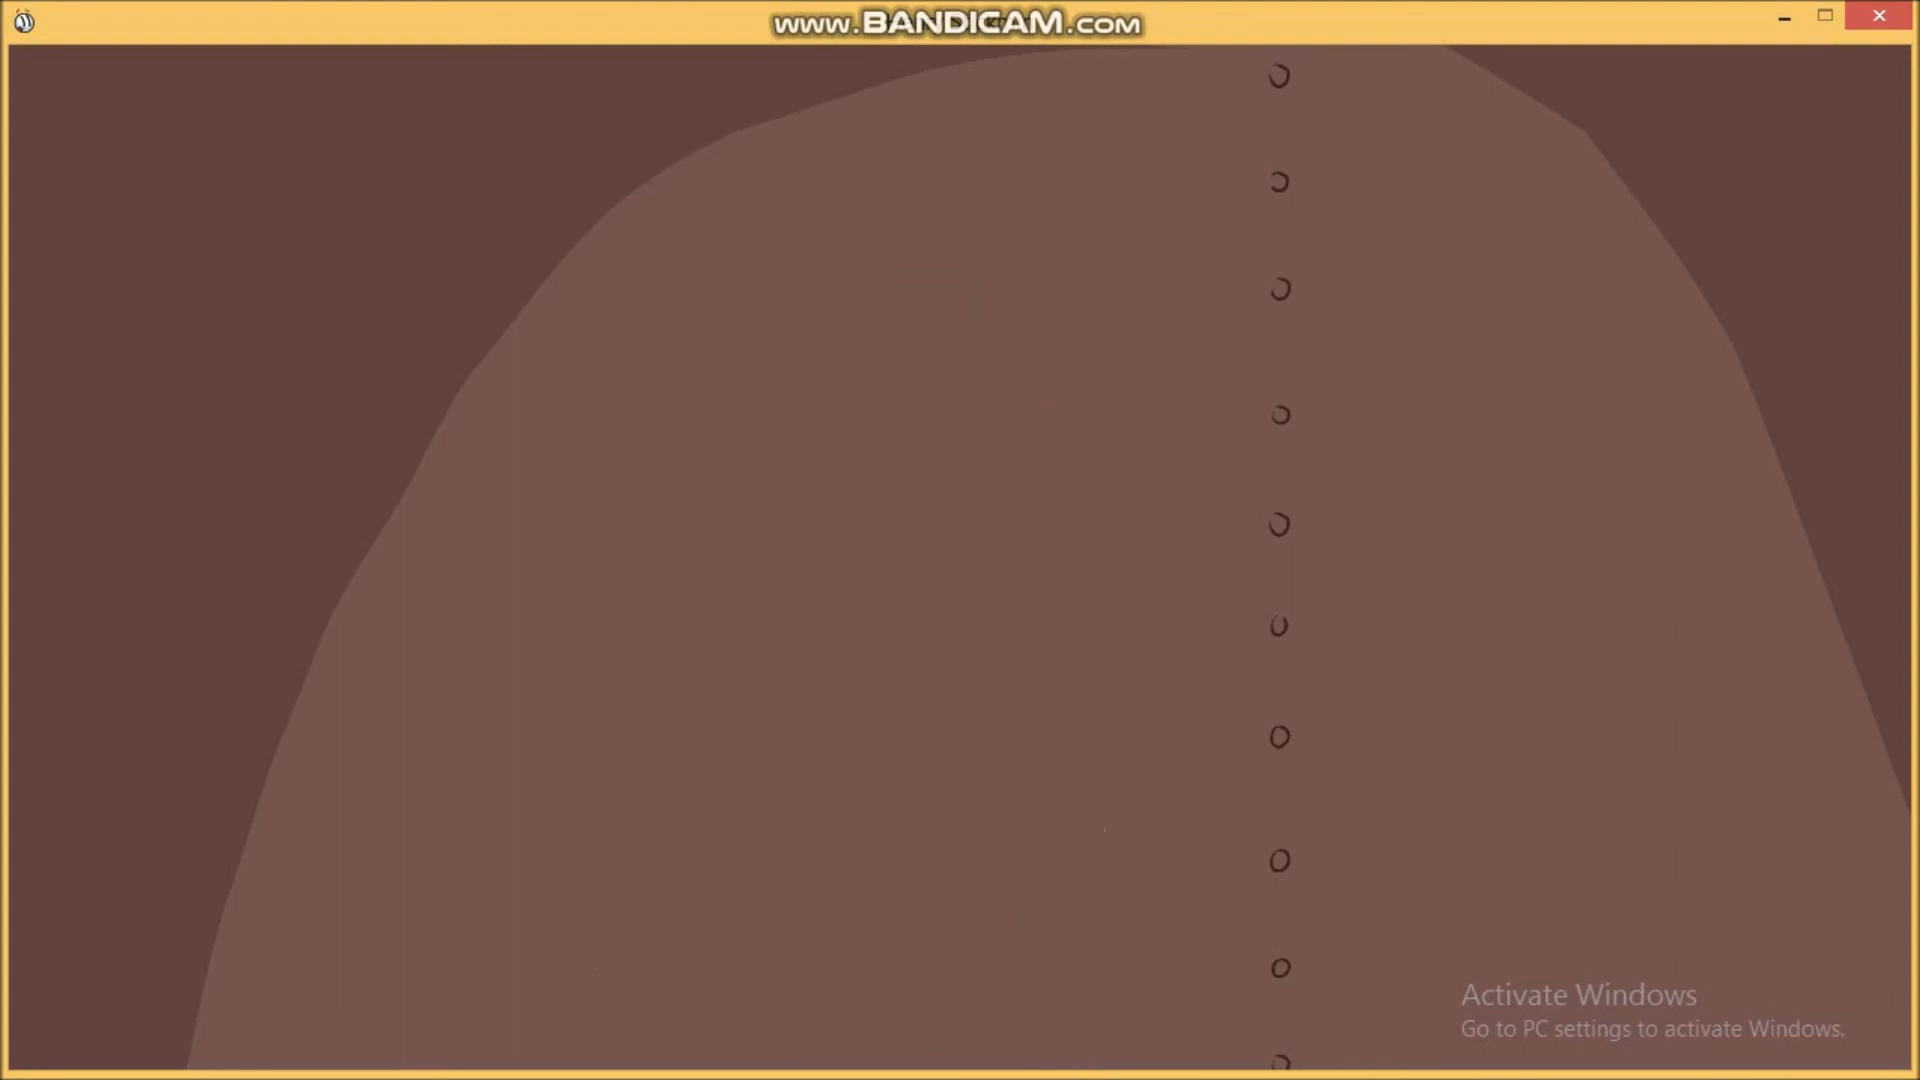 www.BANDICAM.com
Activate Windows
Go to PC settings to activate Windows.